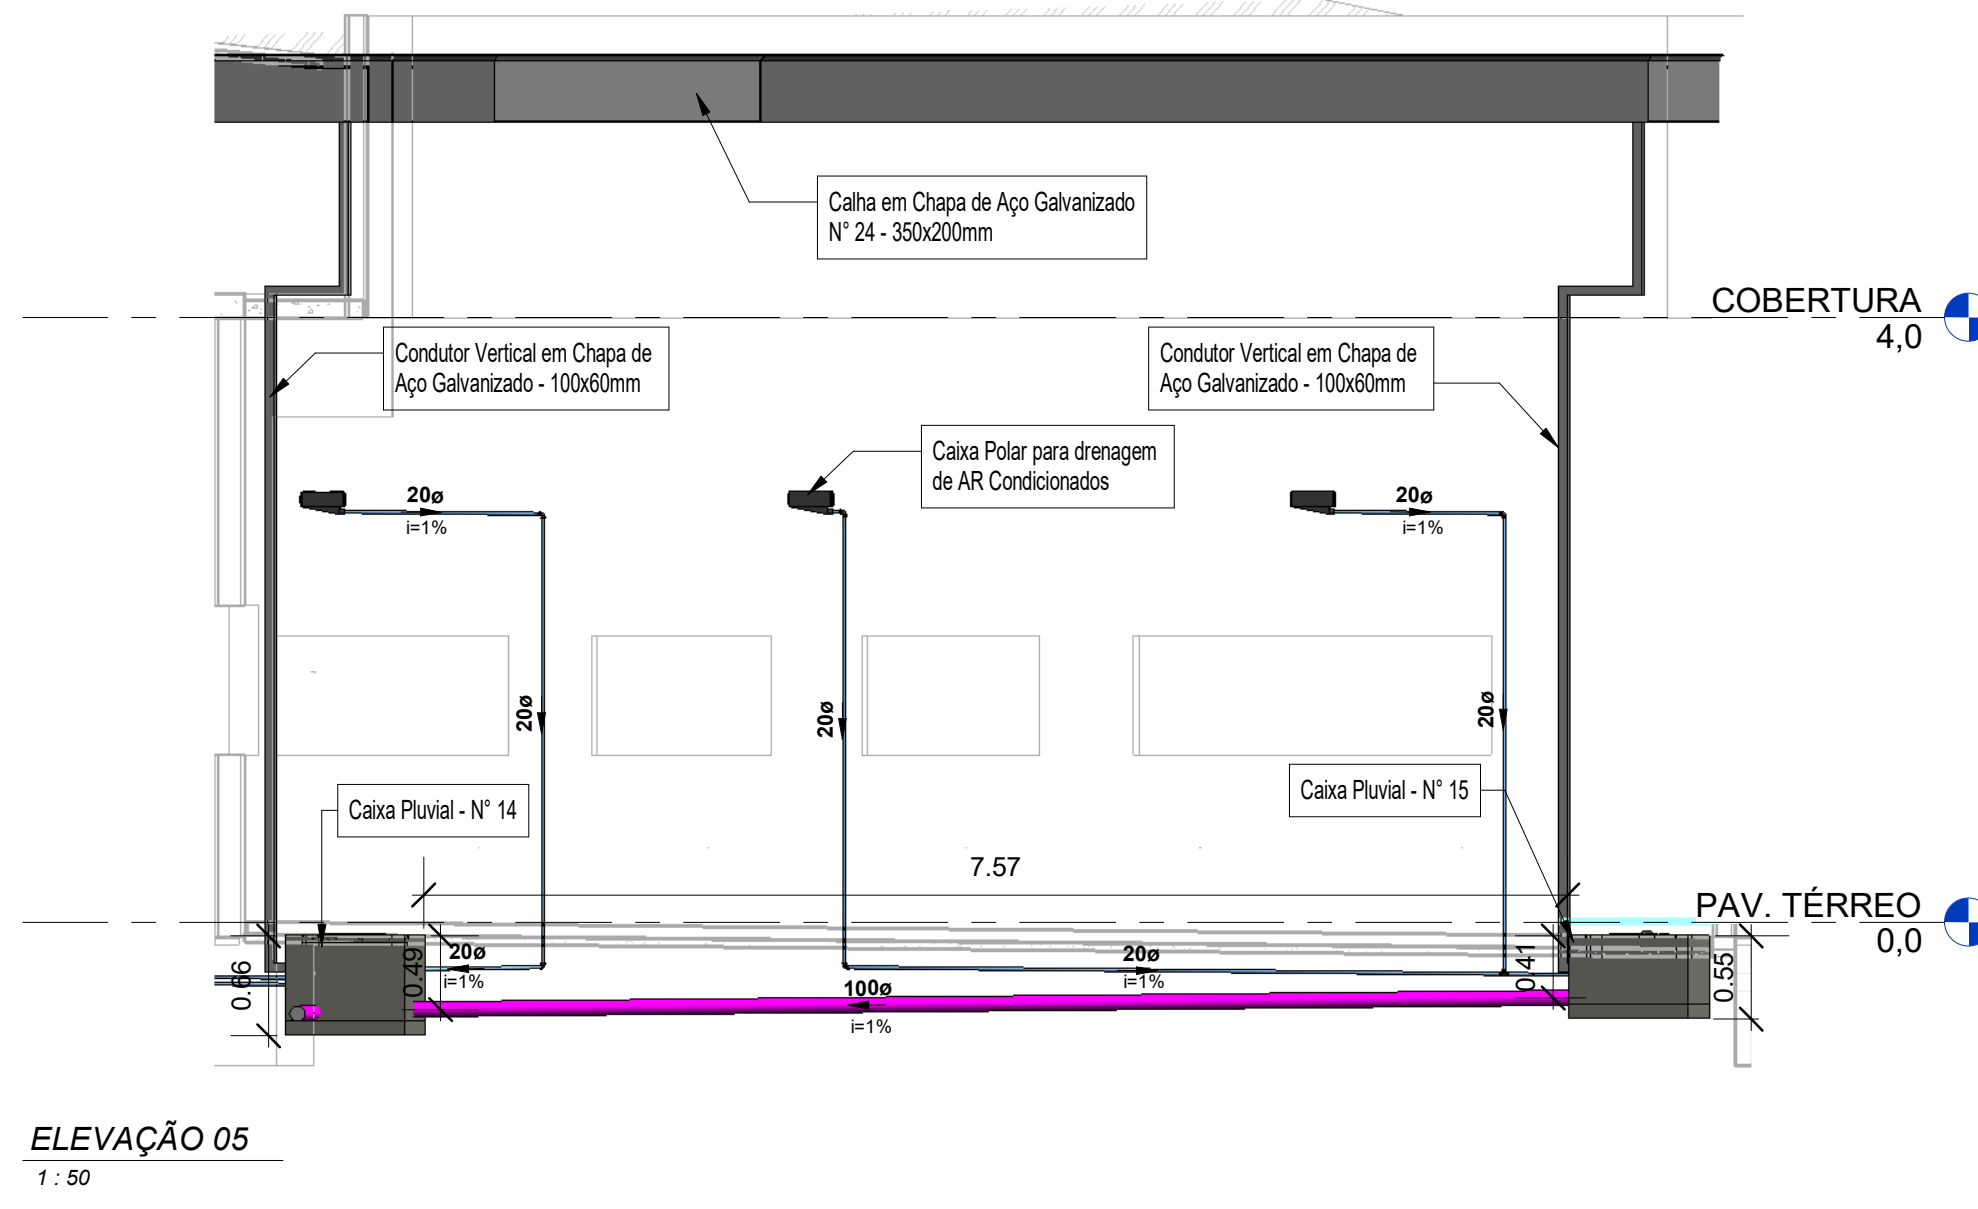 Calha em Chapa de Aço Galvanizado
N° 24 - 350x200mm
COBERTURA
4,0
Condutor Vertical em Chapa de
Aço Galvanizado - 100x60mm
Condutor Vertical em Chapa de
Aço Galvanizado - 100x60mm
Caixa Polar para drenagem
de AR Condicionados
20ø
i=1%
20ø
i=1%
20ø
20ø
20ø
Caixa Pluvial - N° 14
Caixa Pluvial - N° 15
7.57
PAV. TÉRREO
0,0
0.66
0.49
20ø
i=1%
20ø
i=1%
100ø
i=1%
0.41
0.55
ELEVAÇÃO 05
1 : 50